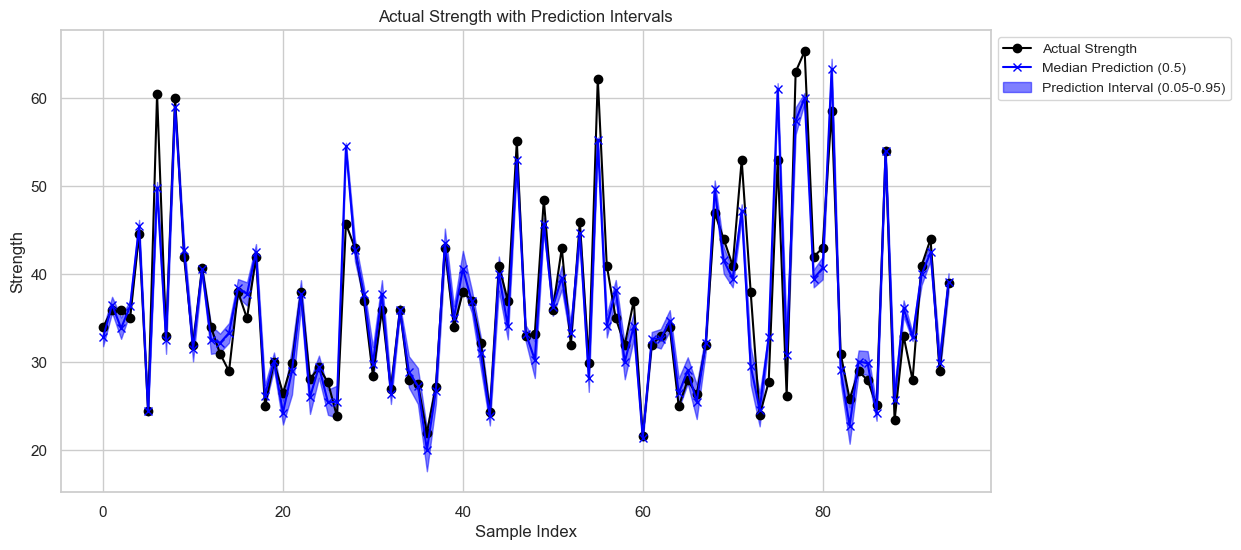 Actual Strength with Prediction Intervals
Actual Strength
Median Prediction (0.5)
Prediction Interval (0.05-0.95)
Strength
60
50
40
30
20
0 20 40 60 80
Sample Index